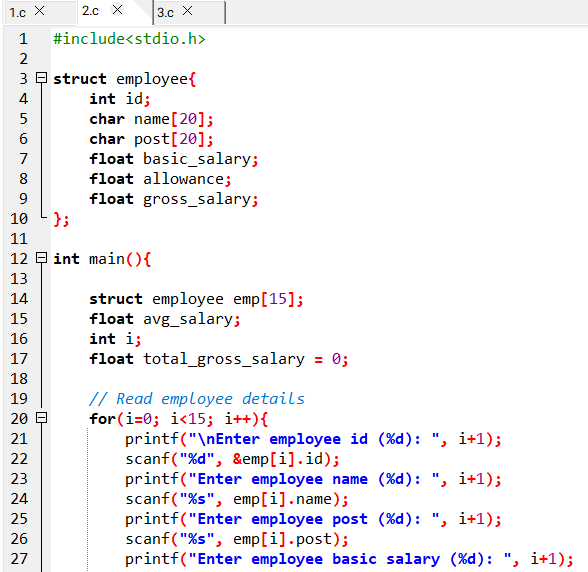 1.c × 2.c × 3.c ×
1 #include<stdio.h>
2
3 struct employee{
4     int id;
5     char name[20];
6     char post[20];
7     float basic_salary;
8     float allowance;
9     float gross_salary;
10 };
11
12 int main(){
13
14     struct employee emp[15];
15     float avg_salary;
16     int i;
17     float total_gross_salary = 0;
18
19     // Read employee details
20     for(i=0; i<15; i++){
21         printf("\nEnter employee id (%d): ", i+1);
22         scanf("%d", &emp[i].id);
23         printf("Enter employee name (%d): ", i+1);
24         scanf("%s", emp[i].name);
25         printf("Enter employee post (%d): ", i+1);
26         scanf("%s", emp[i].post);
27         printf("Enter employee basic salary (%d): ", i+1);